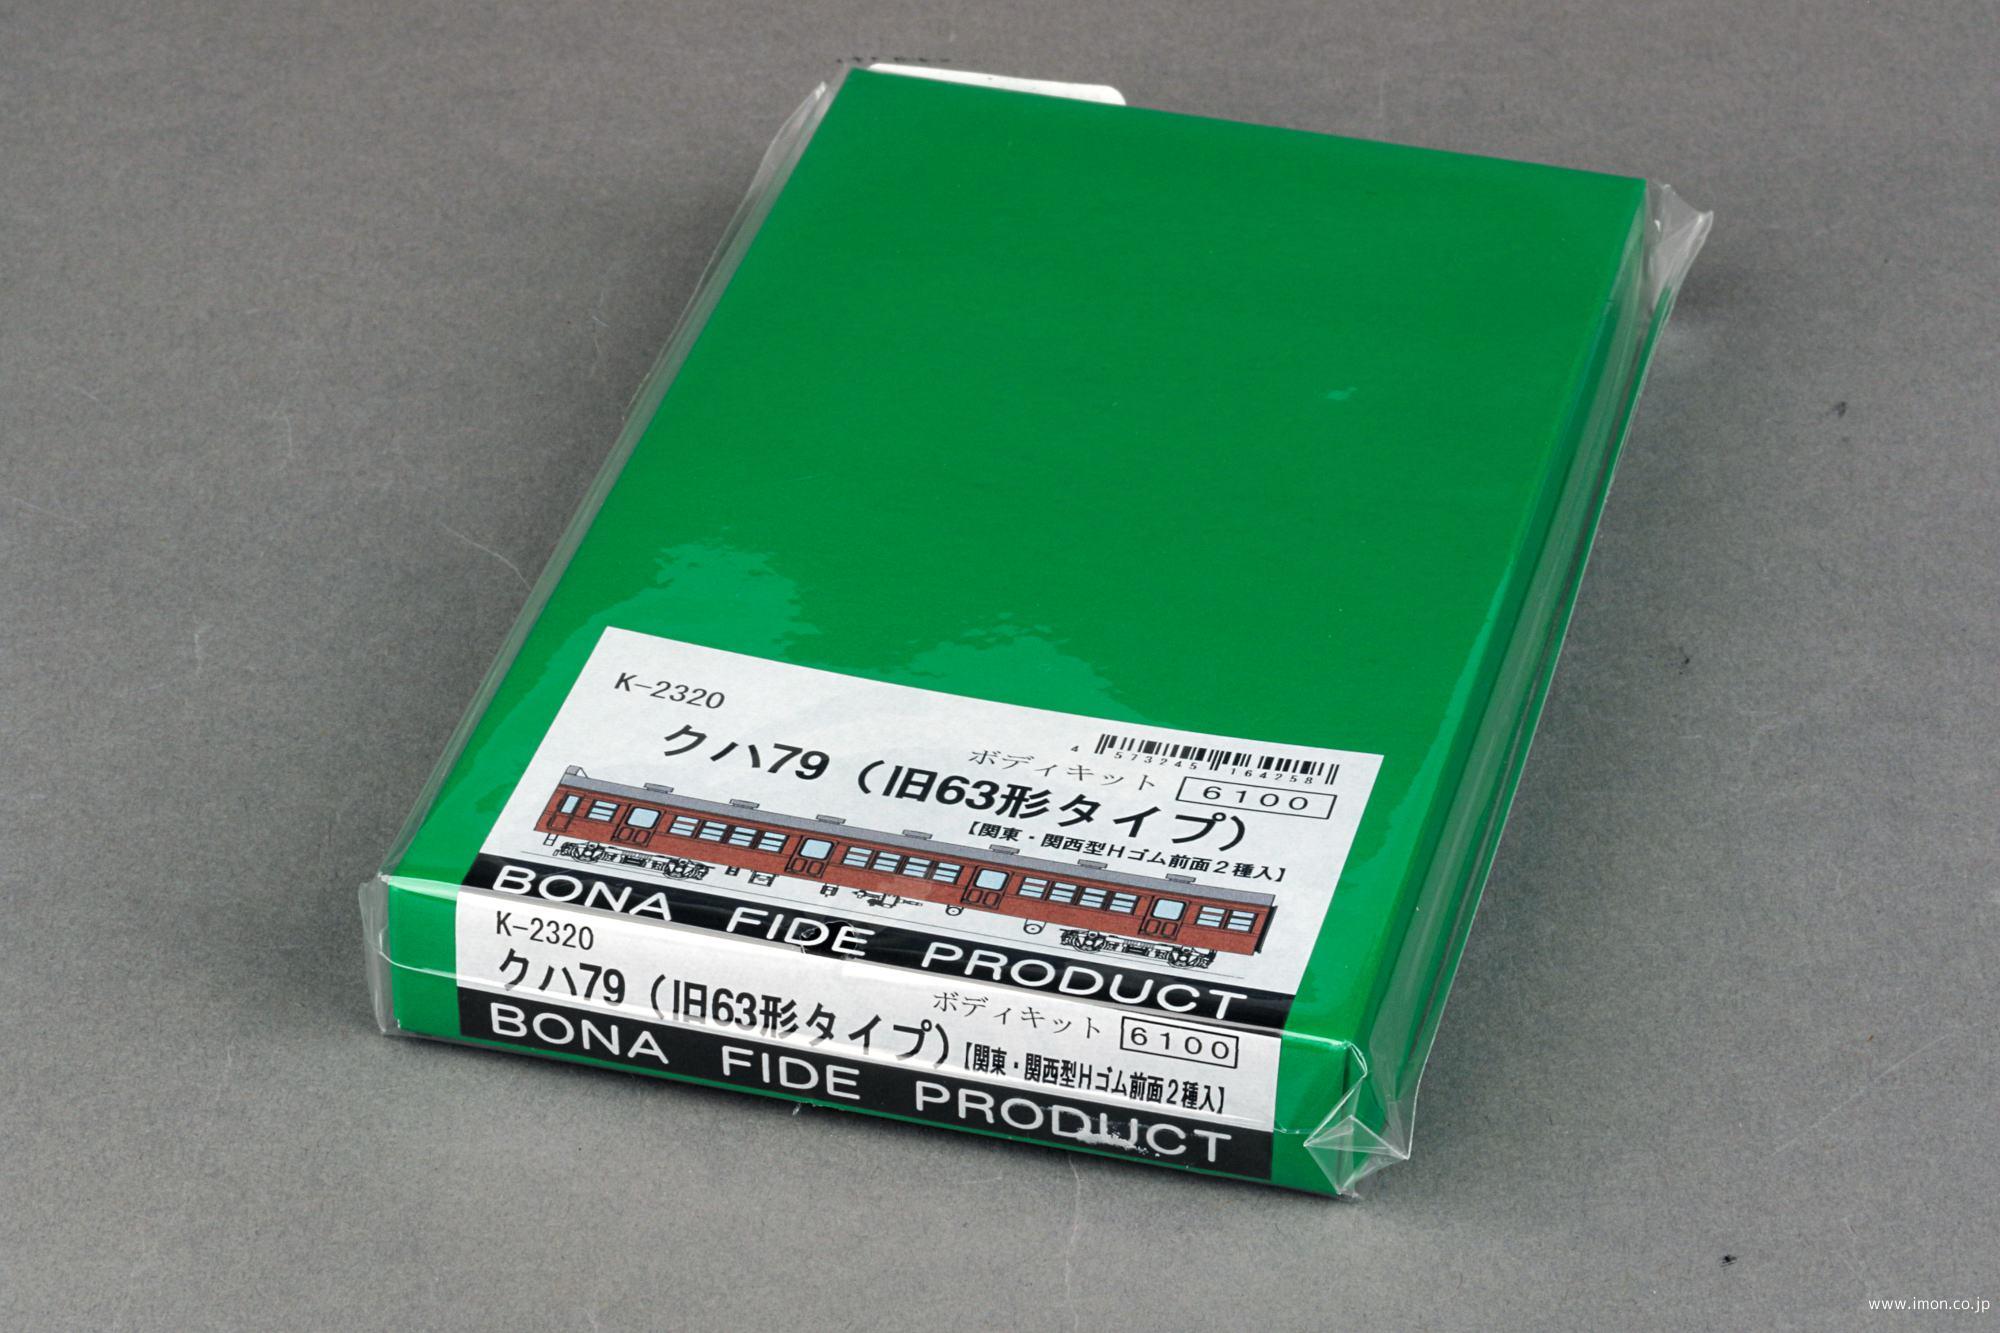 K-2320
クハ79（旧63形タイプ）
ボディキット
4 573245 164258
6100
【関東・関西型Hゴム前面2種入】
BONA FIDE PRODUCT
K-2320
クハ79（旧63形タイプ）
ボディキット
6100
【関東・関西型Hゴム前面2種入】
BONA FIDE PRODUCT
www.imon.co.jp